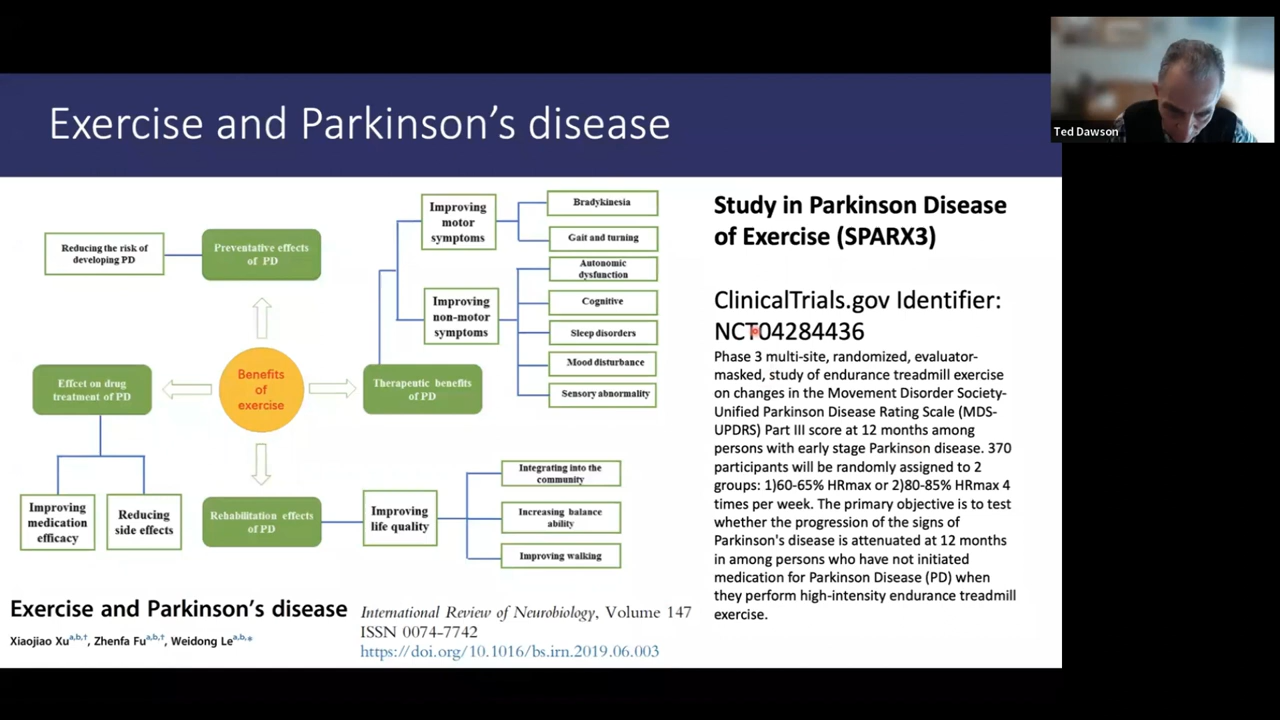 Exercise and Parkinson's disease
Ted Dawson
Reducing the risk of
developing PD
Preventative effects
of PD
Improving
motor
symptoms
Bradykinesia
Gait and turning
Improving
non-motor
symptoms
Autonomic
dysfunction
Cognitive
Sleep disorders
Mood disturbance
Sensory abnormality
Effcet on drug
treatment of PD
Benefits
of
exercise
Therapeutic benefits
of PD
Improving
medication
efficacy
Reducing
side effects
Rehabilitation effects
of PD
Improving
life quality
Integrating into the
community
Increasing balance
ability
Improving walking
Study in Parkinson Disease
of Exercise (SPARX3)
ClinicalTrials.gov Identifier:
NCT04284436
Phase 3 multi-site, randomized, evaluator-
masked, study of endurance treadmill exercise
on changes in the Movement Disorder Society-
Unified Parkinson Disease Rating Scale (MDS-
UPDRS) Part III score at 12 months among
persons with early stage Parkinson disease. 370
participants will be randomly assigned to 2
groups: 1)60-65% HRmax or 2)80-85% HRmax 4
times per week. The primary objective is to test
whether the progression of the signs of
Parkinson's disease is attenuated at 12 months
in among persons who have not initiated
medication for Parkinson Disease (PD) when
they perform high-intensity endurance treadmill
exercise.
Exercise and Parkinson's disease
Xiaojiao Xu a,b,†, Zhenfa Fu a,b,†, Weidong Le a,b,*
International Review of Neurobiology, Volume 147
ISSN 0074-7742
https://doi.org/10.1016/bs.irn.2019.06.003